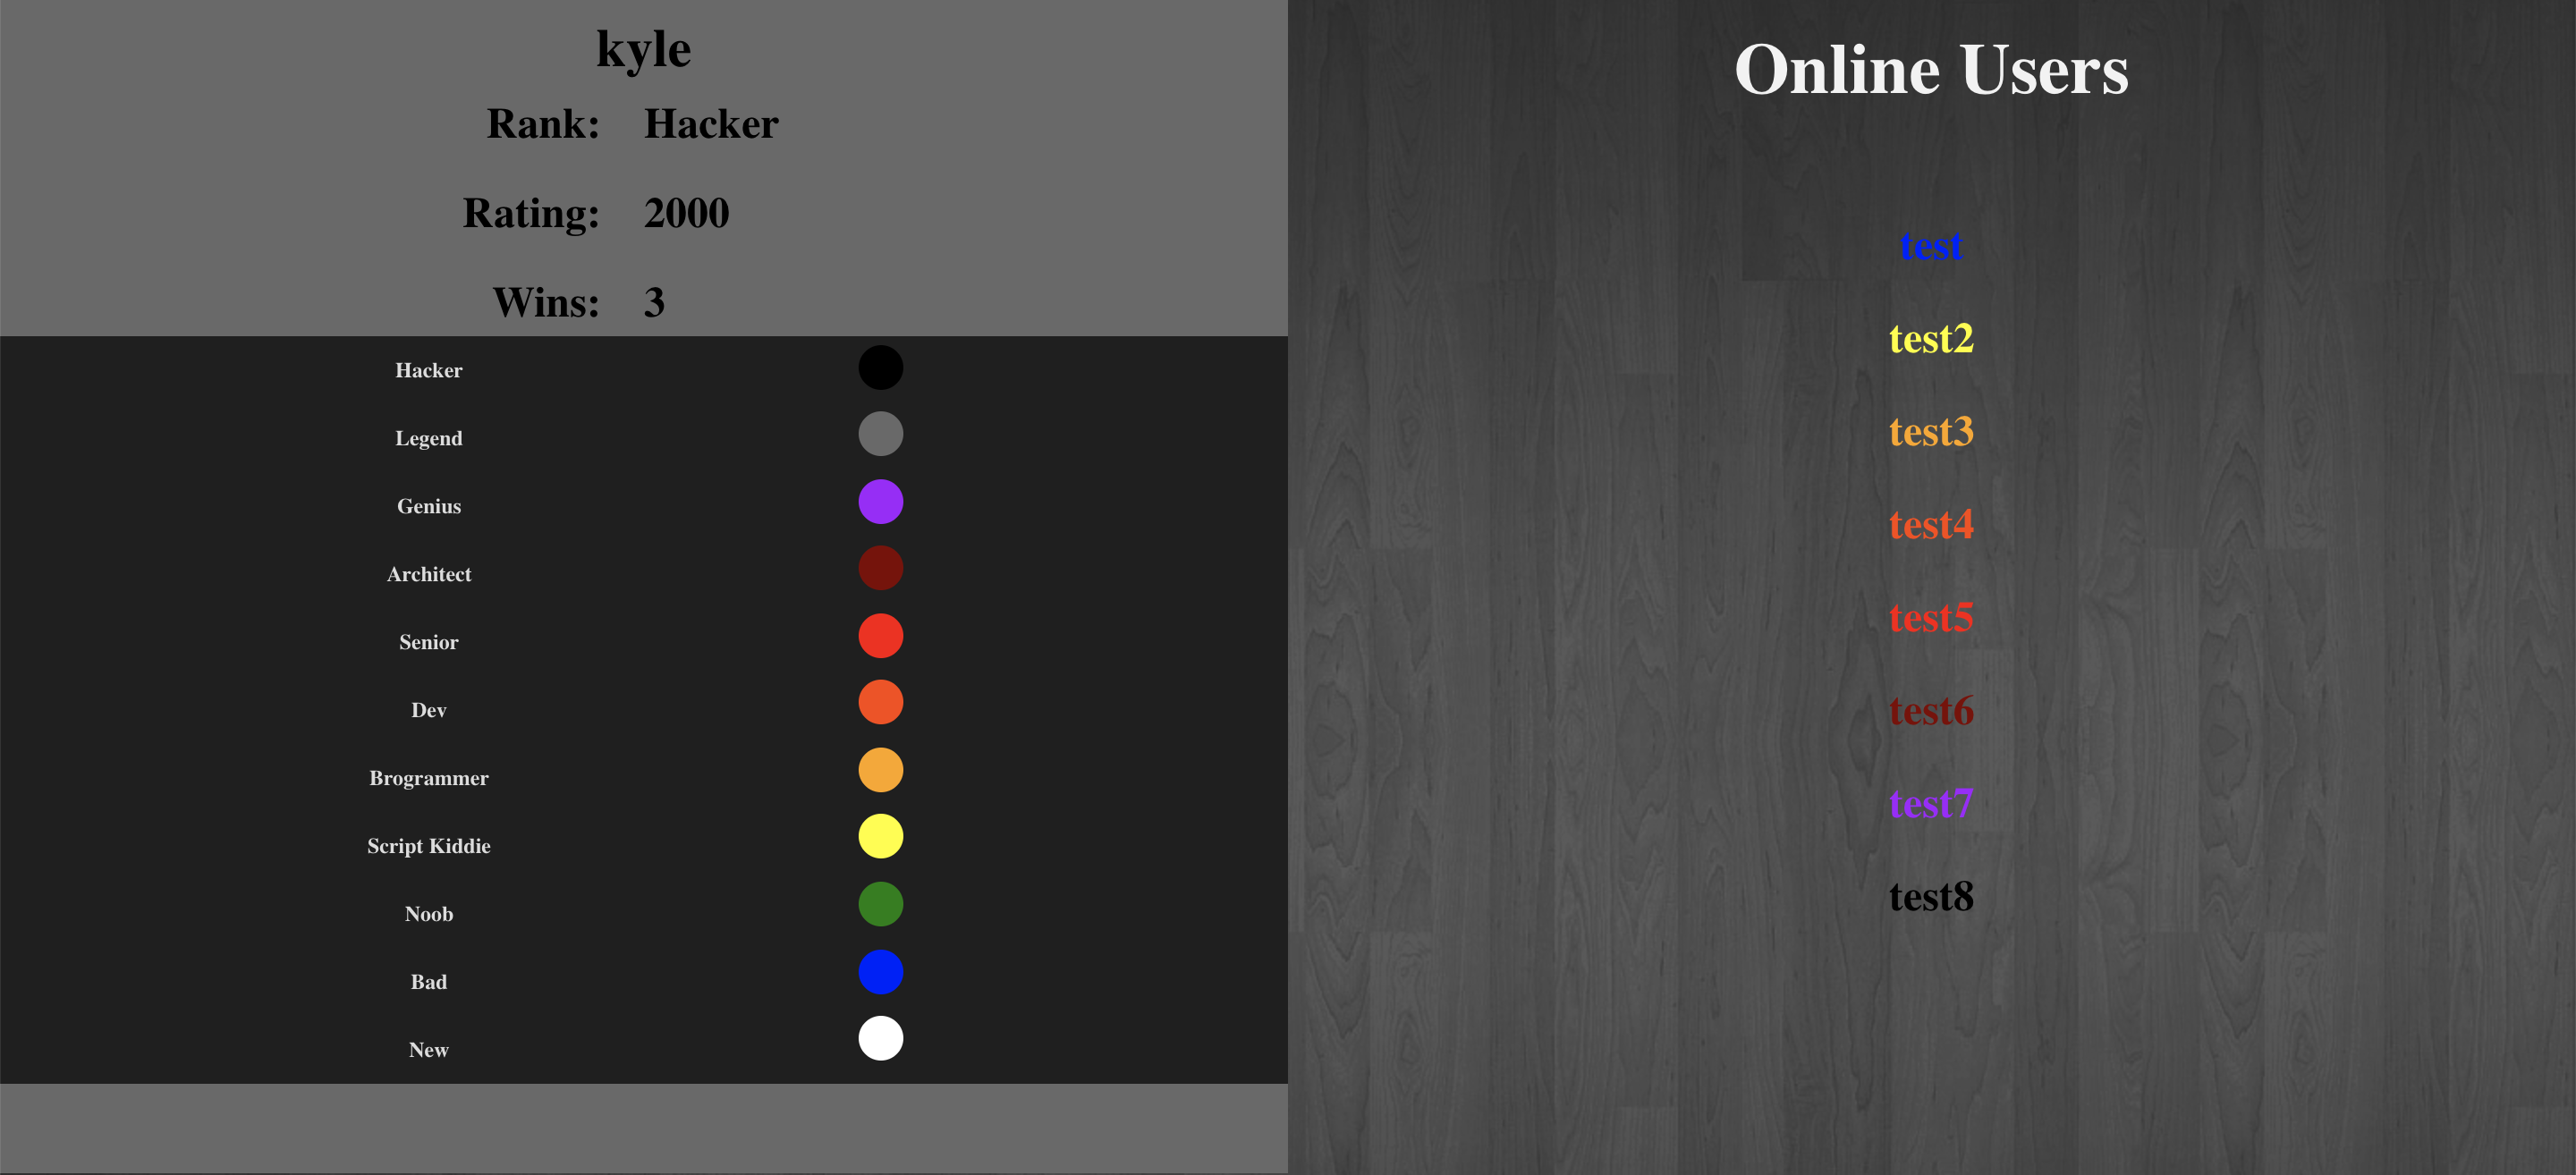 kyle
Rank: Hacker
Rating: 2000
Wins: 3
Hacker
Legend
Genius
Architect
Senior
Dev
Brogrammer
Script Kiddie
Noob
Bad
New
Online Users
test
test2
test3
test4
test5
test6
test7
test8